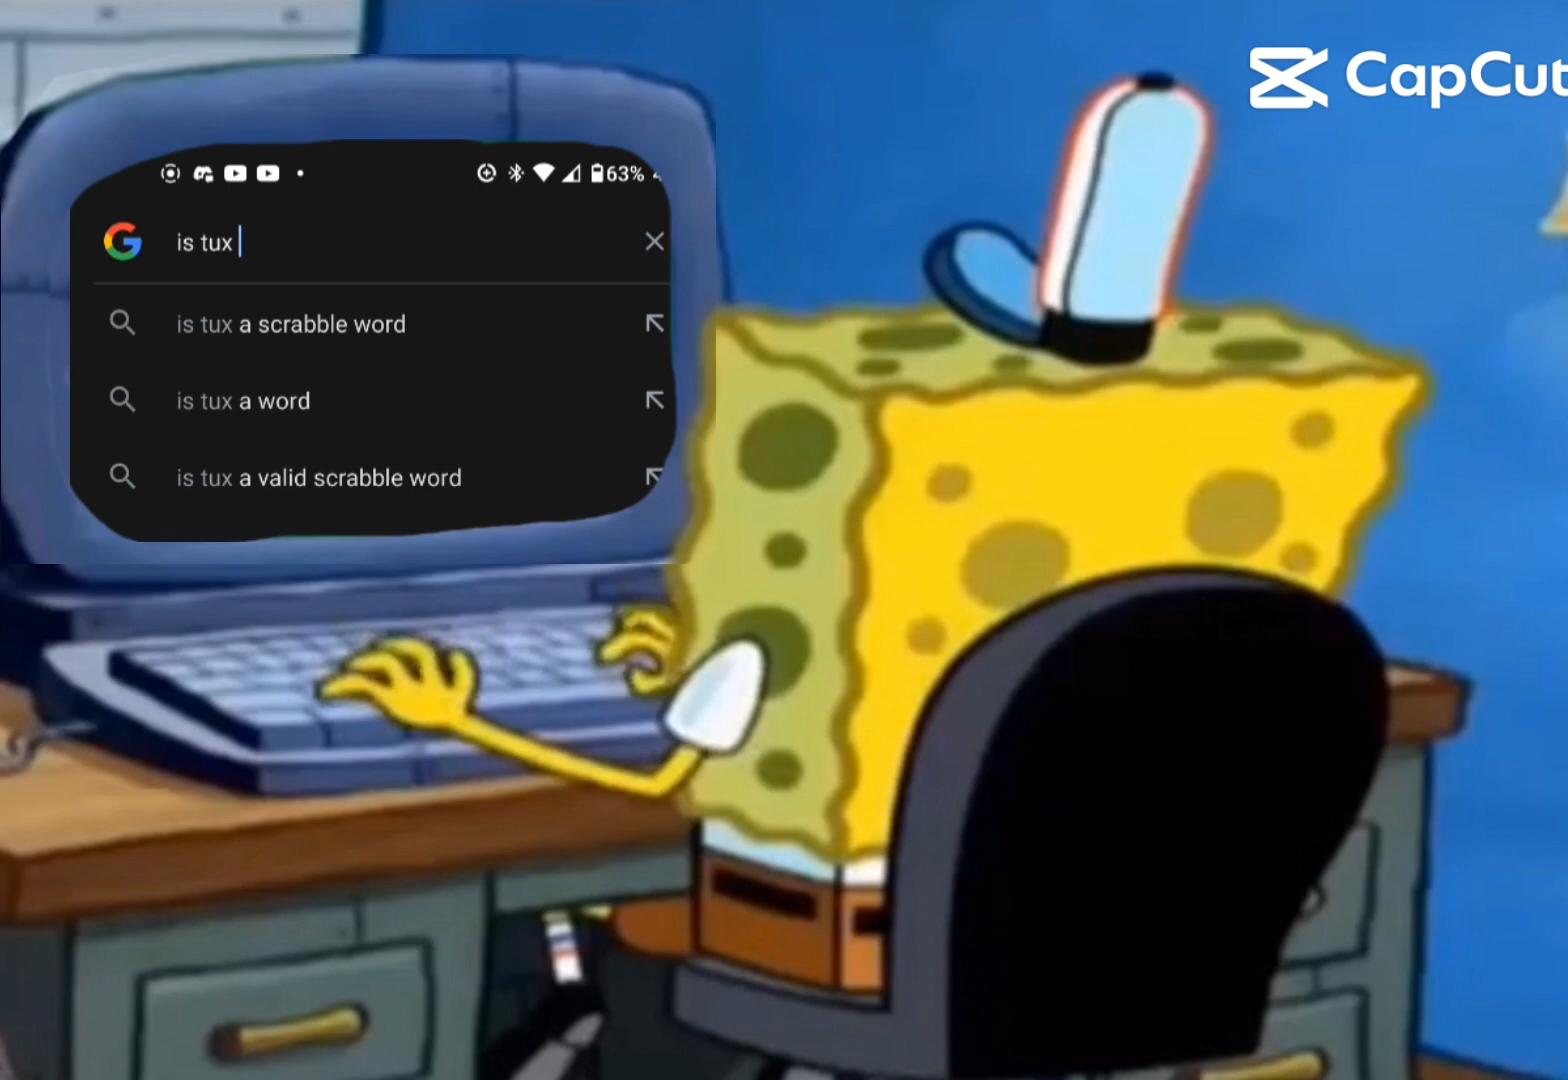 CapCut
63%
is tux
is tux a scrabble word
is tux a word
is tux a valid scrabble word